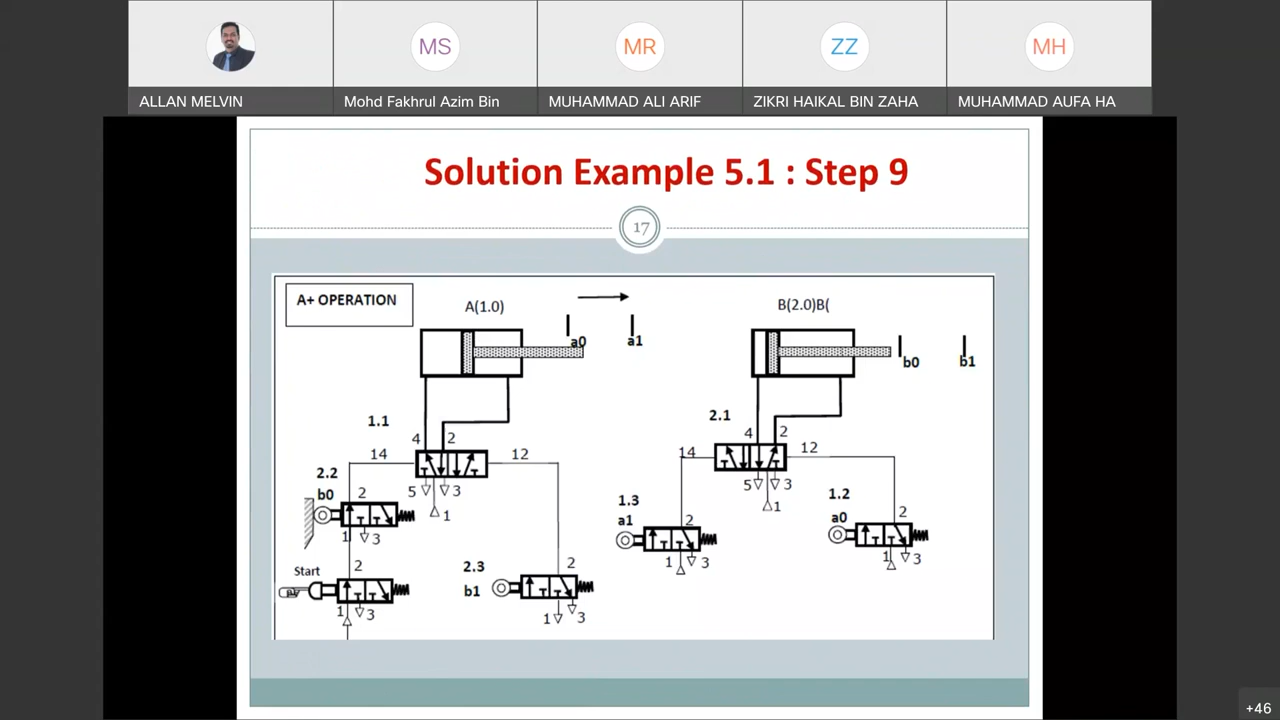 MS
MR
ZZ
MH
ALLAN MELVIN
Mohd Fakhrul Azim Bin
MUHAMMAD ALI ARIF
ZIKRI HAIKAL BIN ZAHA
MUHAMMAD AUFA HA
Solution Example 5.1 : Step 9
17
A+ OPERATION
A(1.0)
a0
a1
B(2.0)B(
b0
b1
1.1
4
2
14
12
5
3
1
2.2
b0
2
1
3
Start
2
1
3
2.3
b1
2
1
3
2.1
4
2
14
12
5
3
1
1.3
a1
2
1
3
1.2
a0
2
1
3
+46